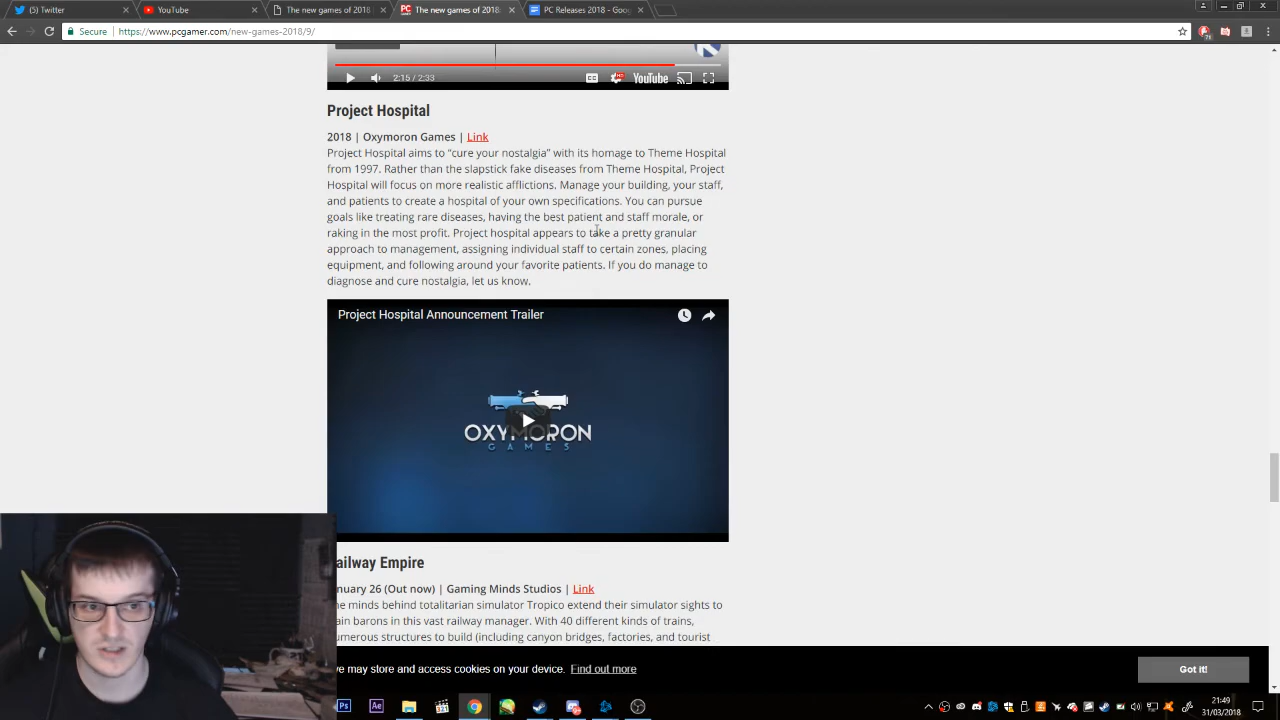 (5) Twitter
YouTube
The new games of 2018
The new games of 2018:
PC Releases 2018 - Goog
Secure
https://www.pcgamer.com/new-games-2018/9/
71
2:15 / 2:33
CC
HD
YouTube
Project Hospital
2018 | Oxymoron Games | Link
Project Hospital aims to “cure your nostalgia” with its homage to Theme Hospital
from 1997. Rather than the slapstick fake diseases from Theme Hospital, Project
Hospital will focus on more realistic afflictions. Manage your building, your staff,
and patients to create a hospital of your own specifications. You can pursue
goals like treating rare diseases, having the best patient and staff morale, or
raking in the most profit. Project hospital appears to take a pretty granular
approach to management, assigning individual staff to certain zones, placing
equipment, and following around your favorite patients. If you do manage to
diagnose and cure nostalgia, let us know.
Project Hospital Announcement Trailer
OXYMORON
GAMES
ailway Empire
nuary 26 (Out now) | Gaming Minds Studios | Link
e minds behind totalitarian simulator Tropico extend their simulator sights to
ain barons in this vast railway manager. With 40 different kinds of trains,
umerous structures to build (including canyon bridges, factories, and tourist
we may store and access cookies on your device. Find out more
Got it!
Ps
Ae
21:49
31/03/2018